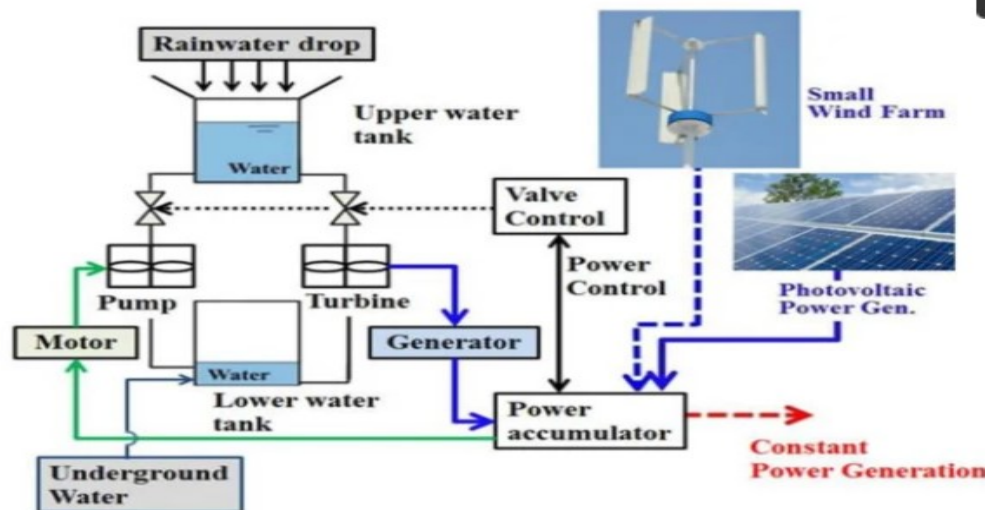 Rainwater drop
Upper water
tank
Water
Small
Wind Farm
Valve
Control
Pump
Turbine
Power
Control
Photovoltaic
Power Gen.
Motor
Generator
Water
Lower water
tank
Power
accumulator
Constant
Power Generation
Underground
Water